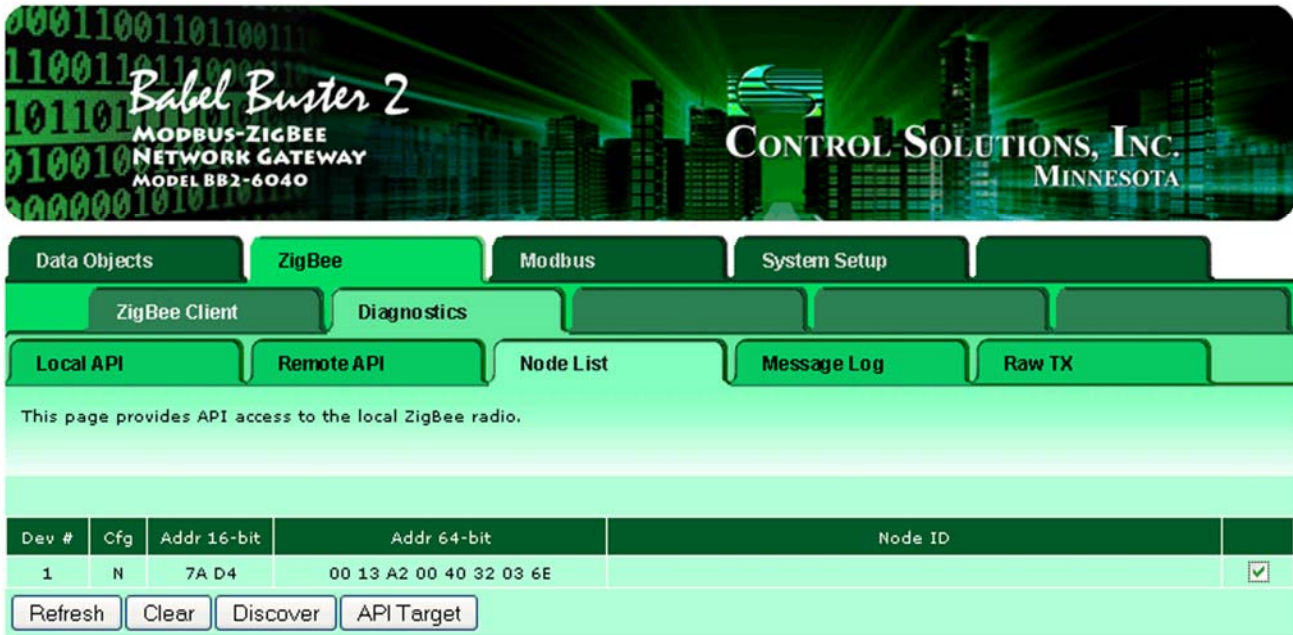 Babel Buster 2
MODBUS-ZIGBEE
NETWORK GATEWAY
MODEL BB2-6040
CONTROL SOLUTIONS, INC.
MINNESOTA
Data Objects ZigBee Modbus System Setup
ZigBee Client Diagnostics
Local API Remote API Node List Message Log Raw TX
This page provides API access to the local ZigBee radio.
Dev # Cfg Addr 16-bit Addr 64-bit Node ID
1 N 7A D4 00 13 A2 00 40 32 03 6E
Refresh Clear Discover API Target